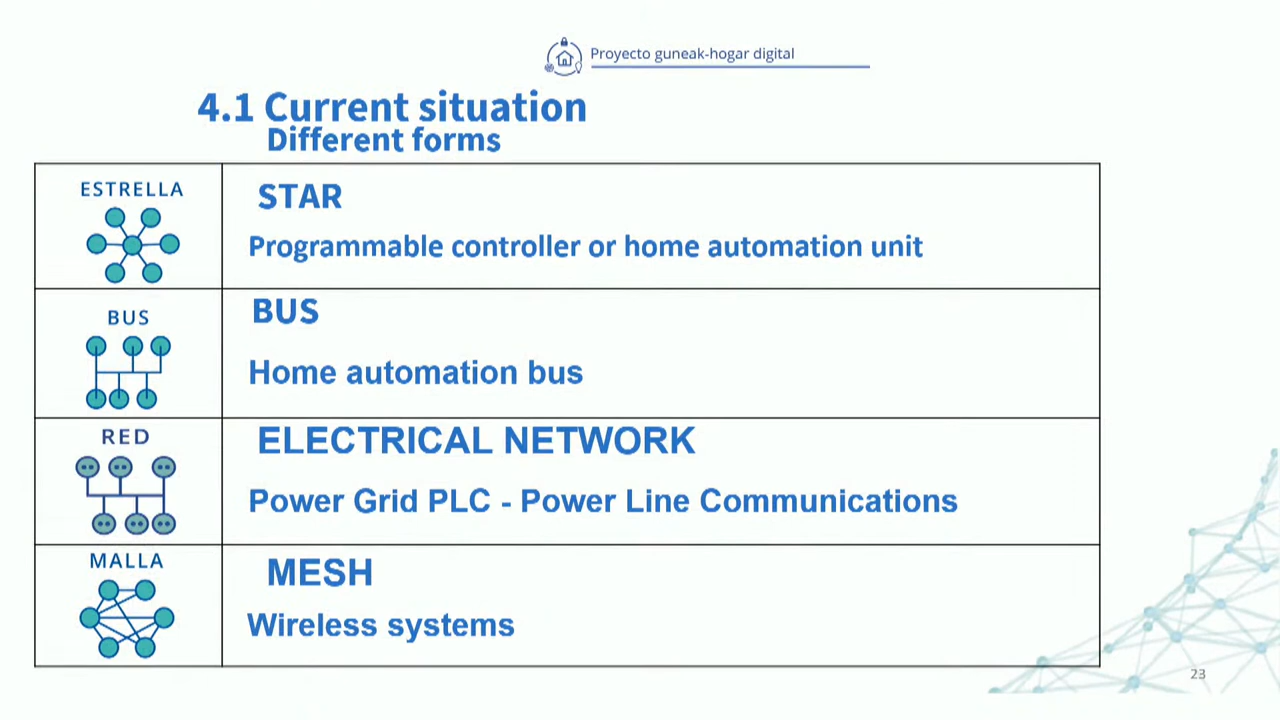 Proyecto guneak-hogar digital
4.1 Current situation
Different forms
ESTRELLA
STAR
Programmable controller or home automation unit
BUS
BUS
Home automation bus
RED
ELECTRICAL NETWORK
Power Grid PLC - Power Line Communications
MALLA
MESH
Wireless systems
23